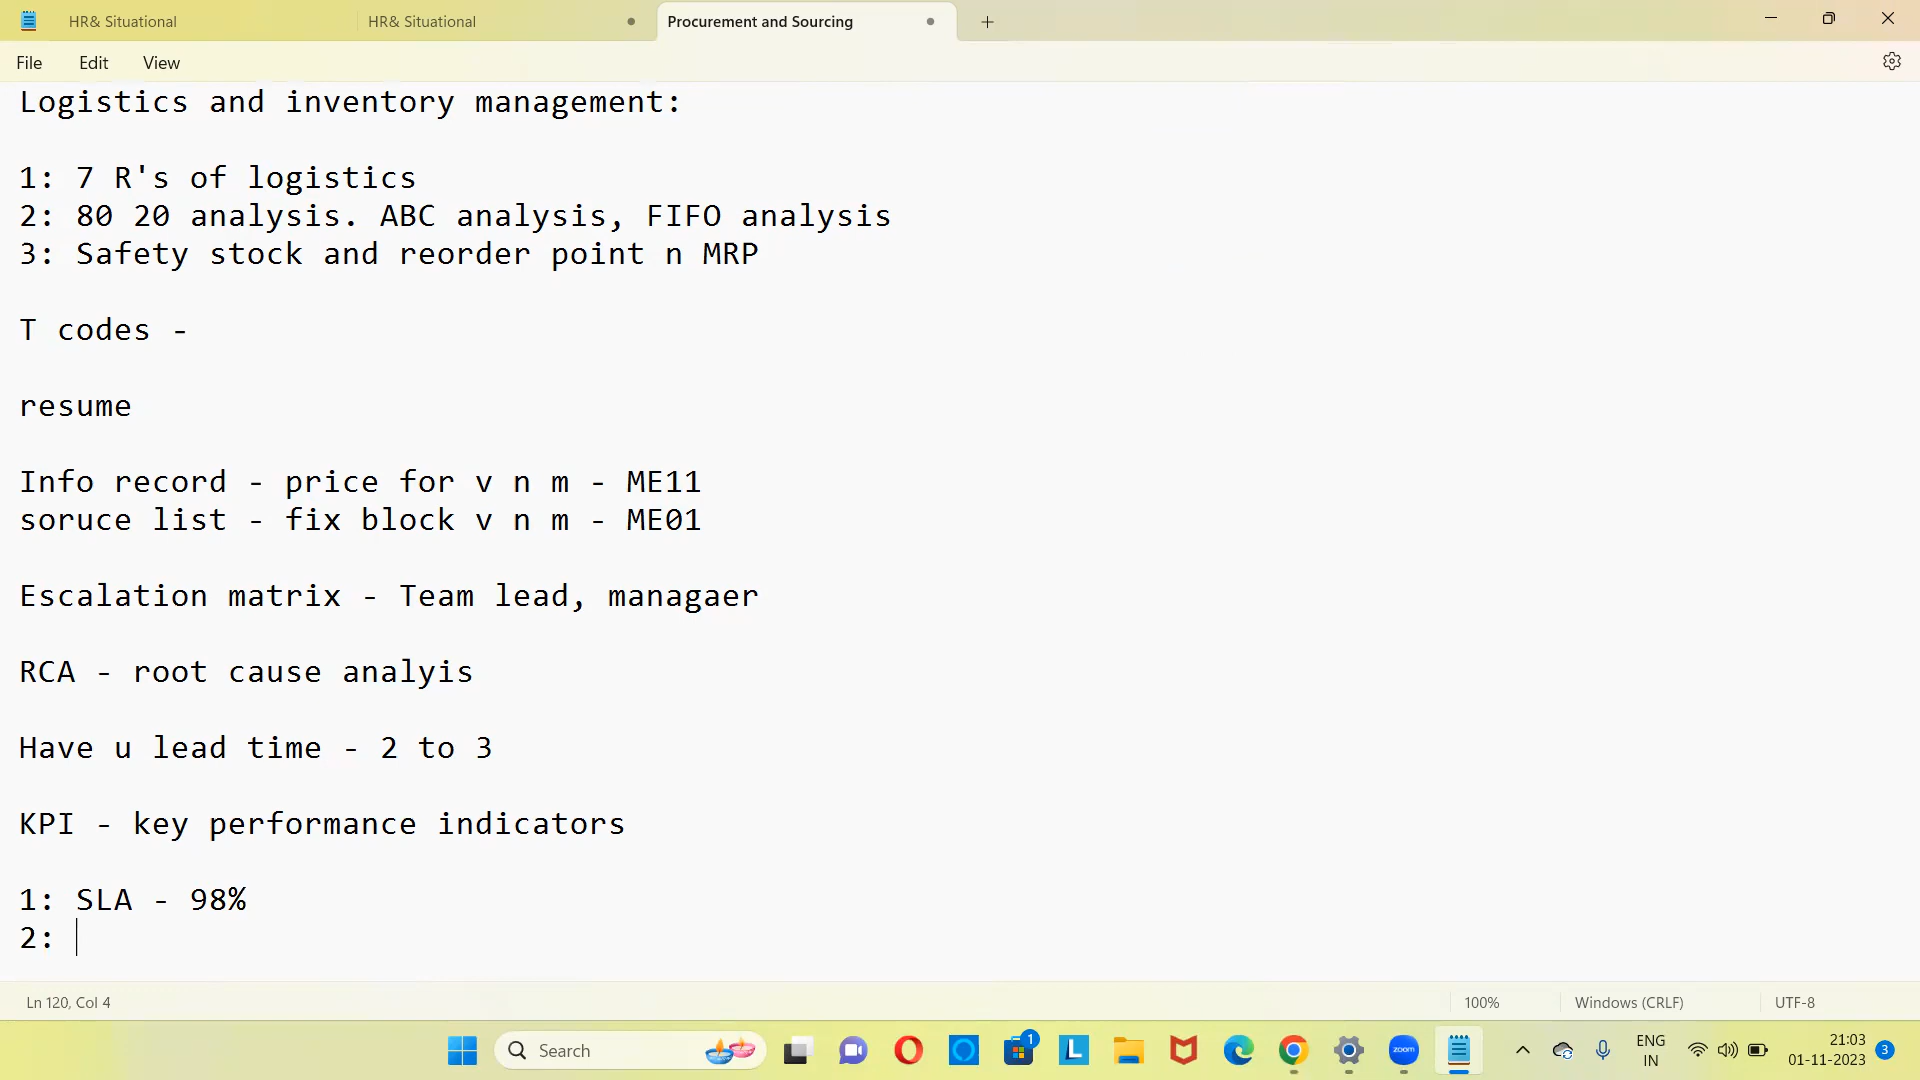 HR& Situational
HR& Situational
Procurement and Sourcing
File Edit View
Logistics and inventory management:
1: 7 R's of logistics
2: 80 20 analysis. ABC analysis, FIFO analysis
3: Safety stock and reorder point n MRP
T codes -
resume
Info record - price for v n m - ME11
soruce list - fix block v n m - ME01
Escalation matrix - Team lead, managaer
RCA - root cause analyis
Have u lead time - 2 to 3
KPI - key performance indicators
1: SLA - 98%
2:
Ln 120, Col 4
100%
Windows (CRLF)
UTF-8
Search
1
L
zoom
ENG
IN
21:03
01-11-2023
3